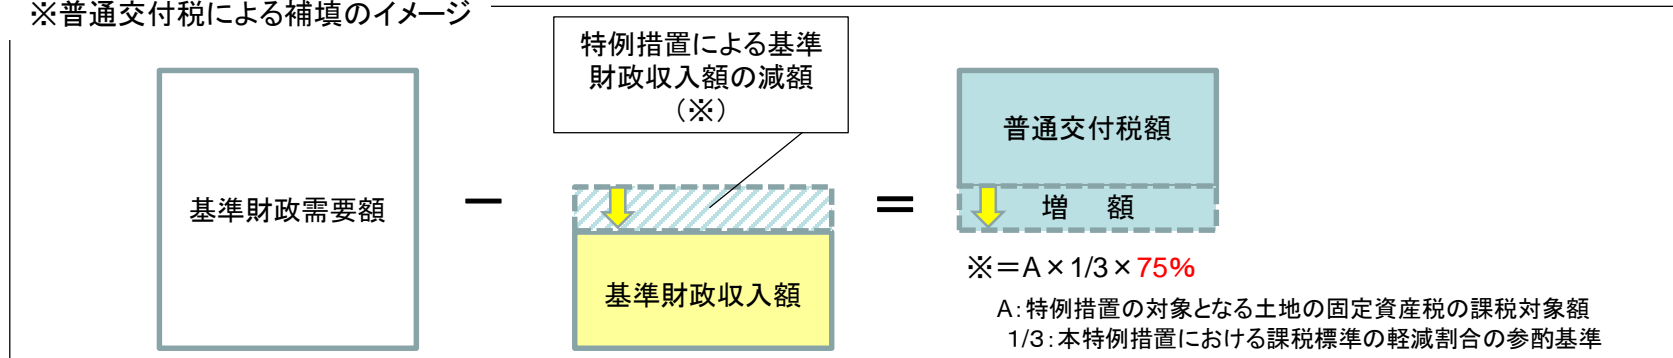 ※普通交付税による補填のイメージ
特例措置による基準
財政収入額の減額
(※)
基準財政需要額
－
基準財政収入額
＝
普通交付税額
増　額
※＝A×1/3×75%
A：特例措置の対象となる土地の固定資産税の課税対象額
1/3：本特例措置における課税標準の軽減割合の参酌基準